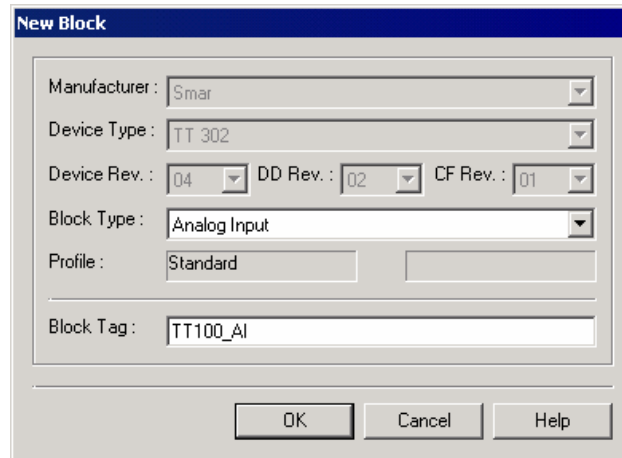 New Block
Manufacturer : Smar
Device Type : TT 302
Device Rev. : 04 DD Rev. : 02 CF Rev. : 01
Block Type : Analog Input
Profile : Standard
Block Tag : TT100_AI
OK Cancel Help